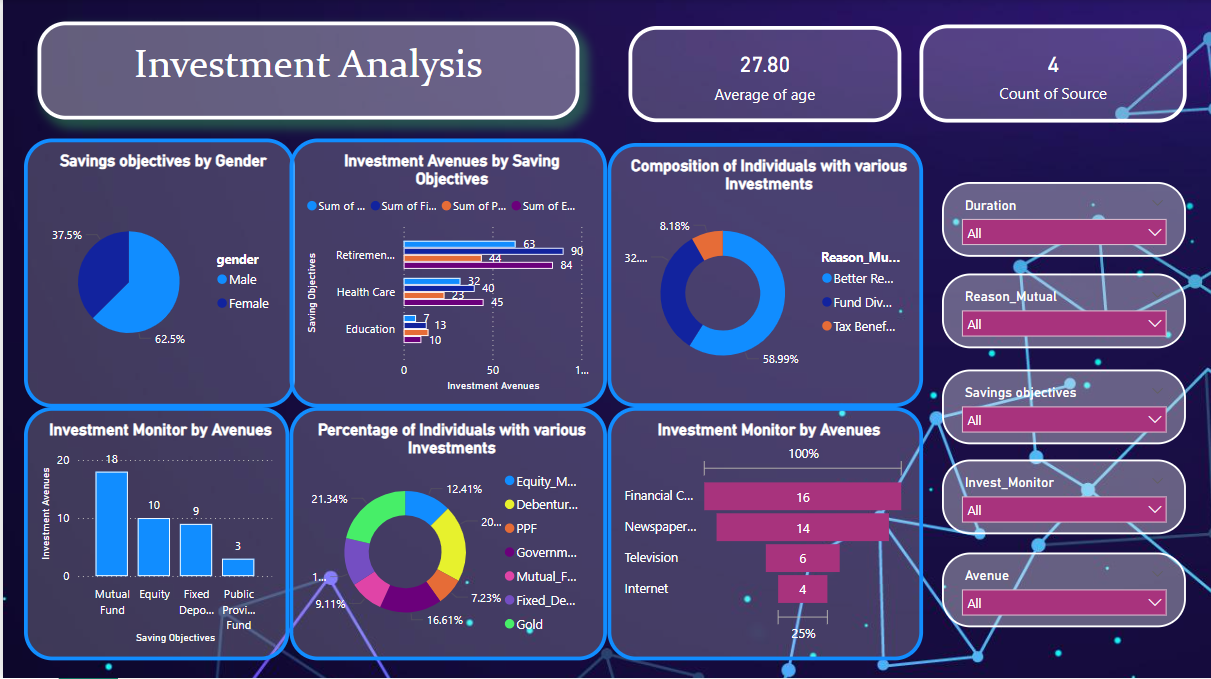 Investment Analysis
27.80
Average of age
4
Count of Source
Savings objectives by Gender
37.5%
62.5%
gender
Male
Female
Investment Avenues by Saving
Objectives
Sum of ... Sum of Fi... Sum of P... Sum of E...
Saving Objectives
Retiremen...
63
90
44
84
Health Care
32
40
23
45
Education
7
13
10
0 50 1...
Investment Avenues
Composition of Individuals with various
Investments
8.18%
32....
58.99%
Reason_Mu...
Better Re...
Fund Div...
Tax Benef...
Duration
All
Reason_Mutual
All
Savings objectives
All
Invest_Monitor
All
Avenue
All
Investment Monitor by Avenues
Investment Avenues
20
10
0
18
10
9
3
Mutual
Fund
Equity
Fixed
Depo...
Public
Provi...
Fund
Saving Objectives
Percentage of Individuals with various
Investments
12.41%
20...
7.23%
16.61%
9.11%
1...
21.34%
Equity_M...
Debentur...
PPF
Governm...
Mutual_F...
Fixed_De...
Gold
Investment Monitor by Avenues
100%
Financial C... 16
Newspaper... 14
Television 6
Internet 4
25%